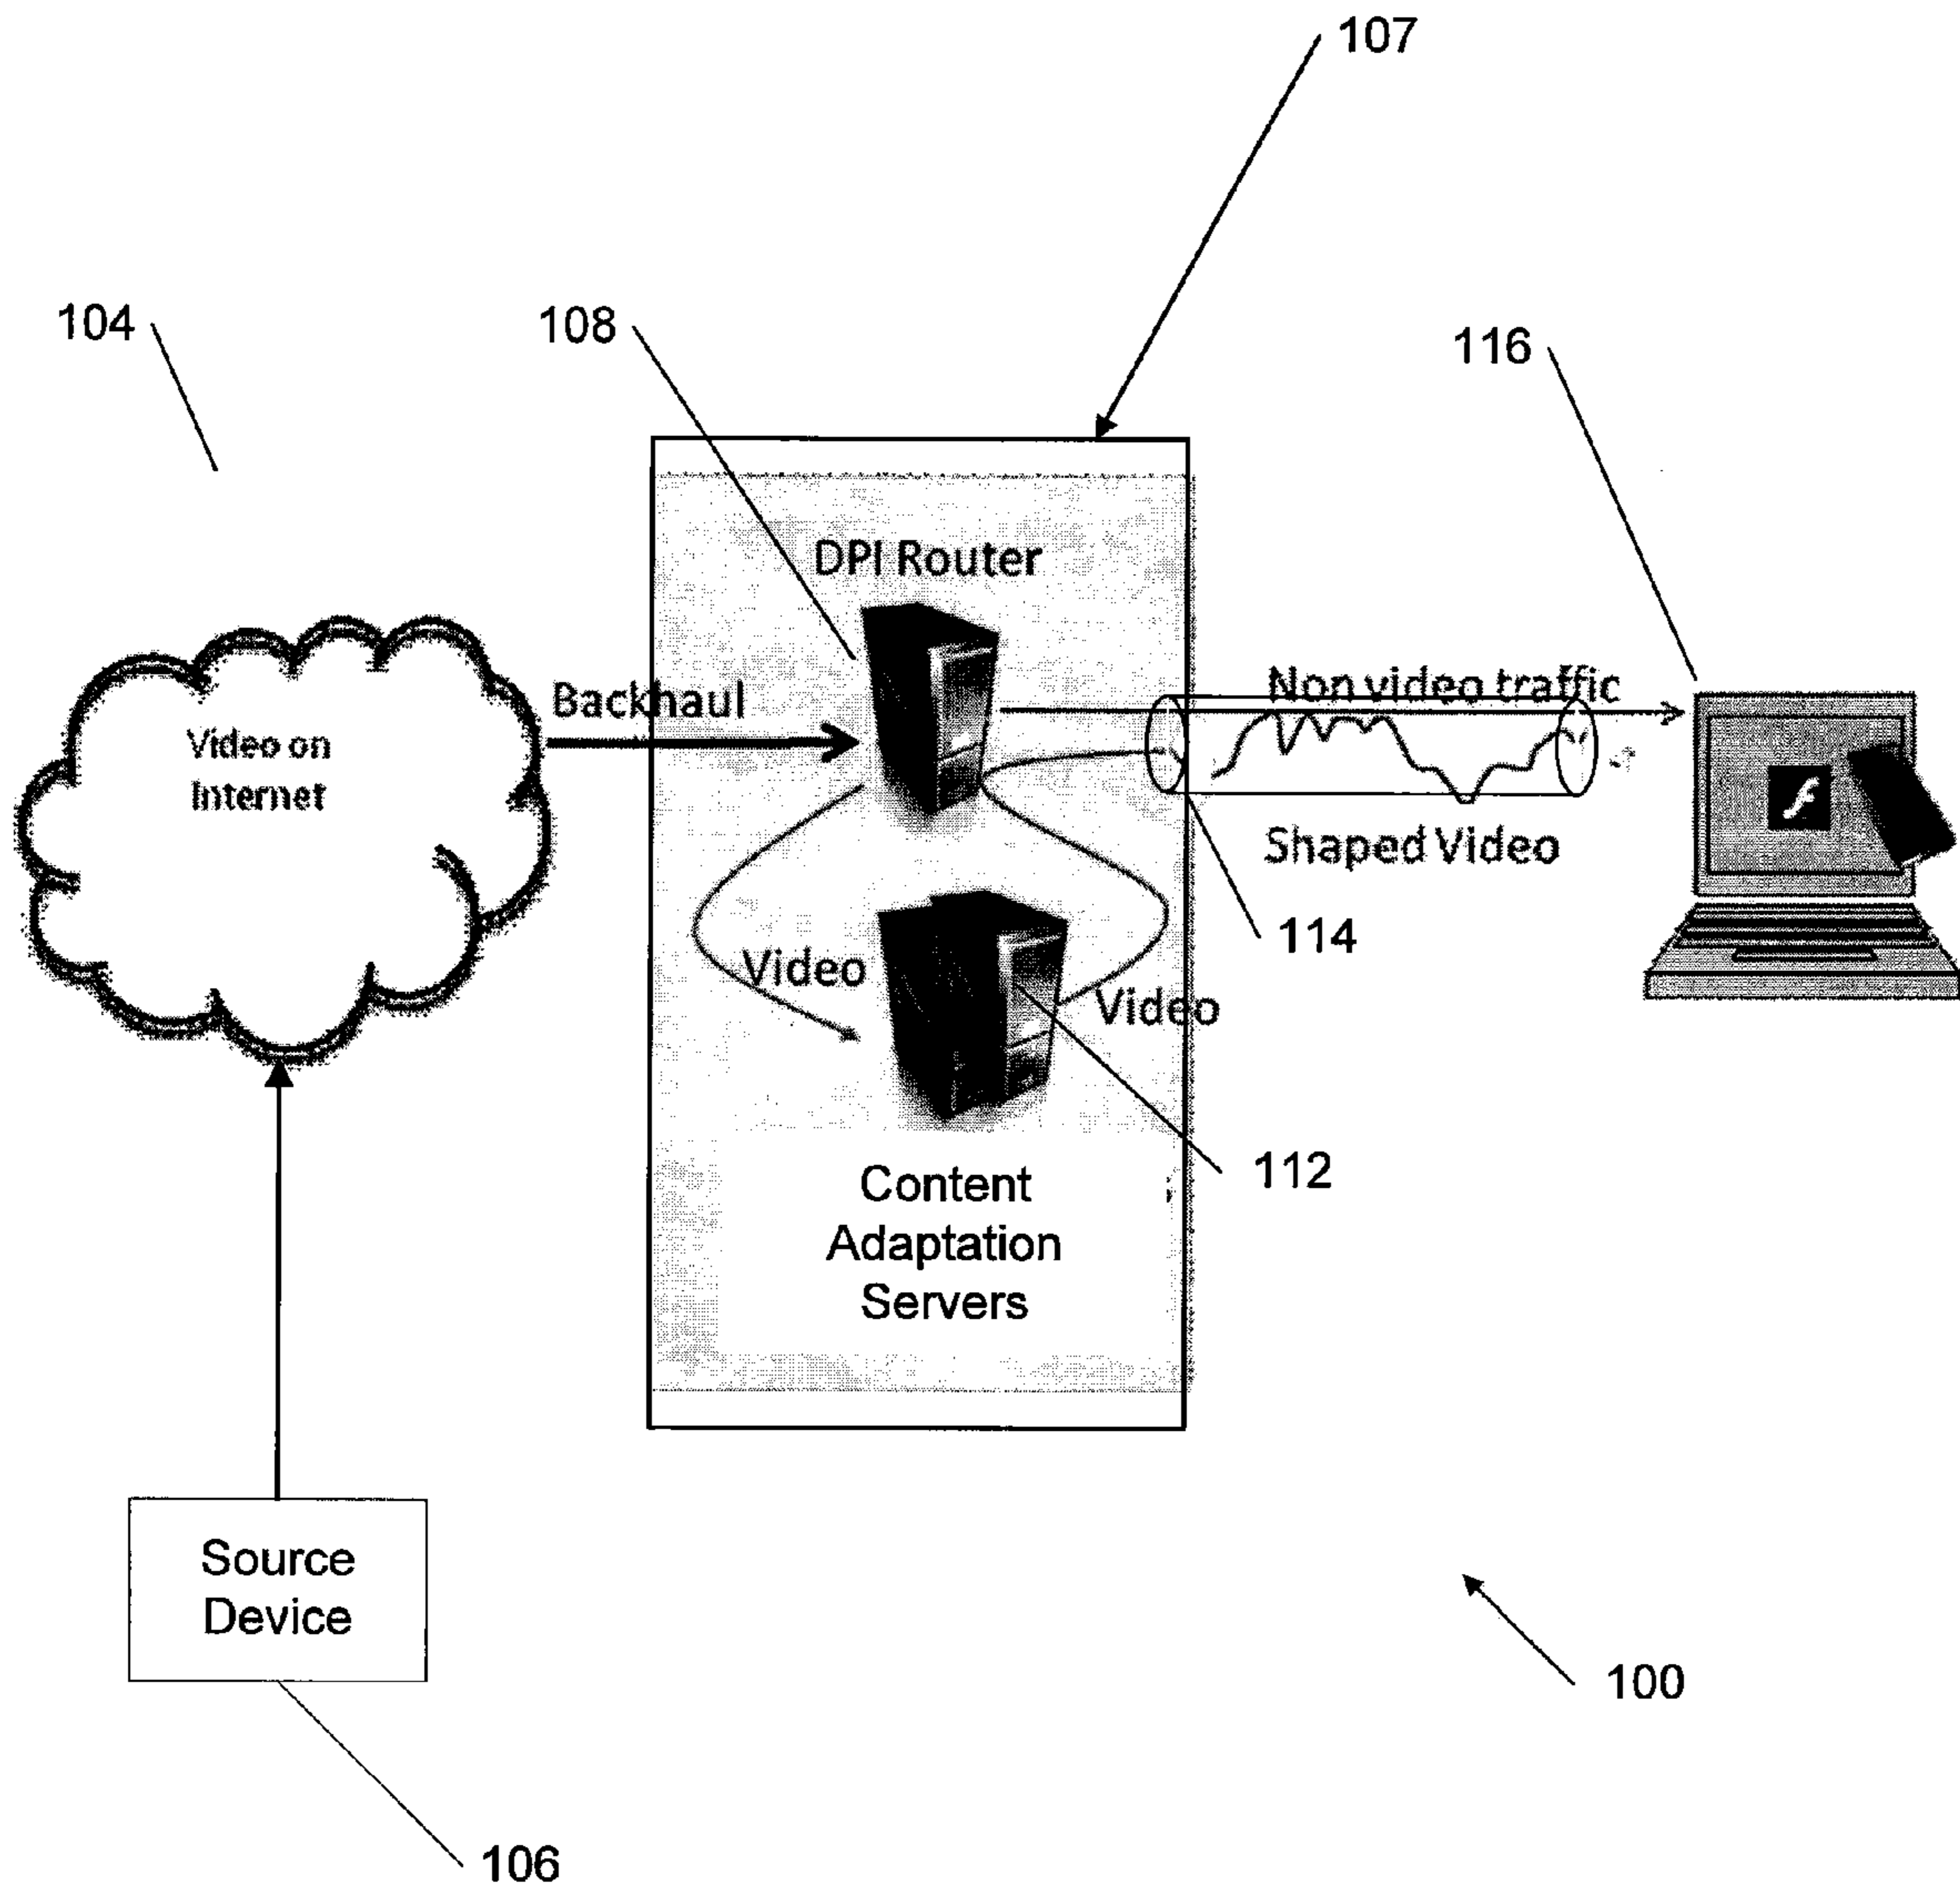 107
104
108
116
DPI Router
Backhaul
Non video traffic
Video on
Internet
f
Shaped Video
114
Video
Video
112
Content
Adaptation
Servers
Source
Device
100
106